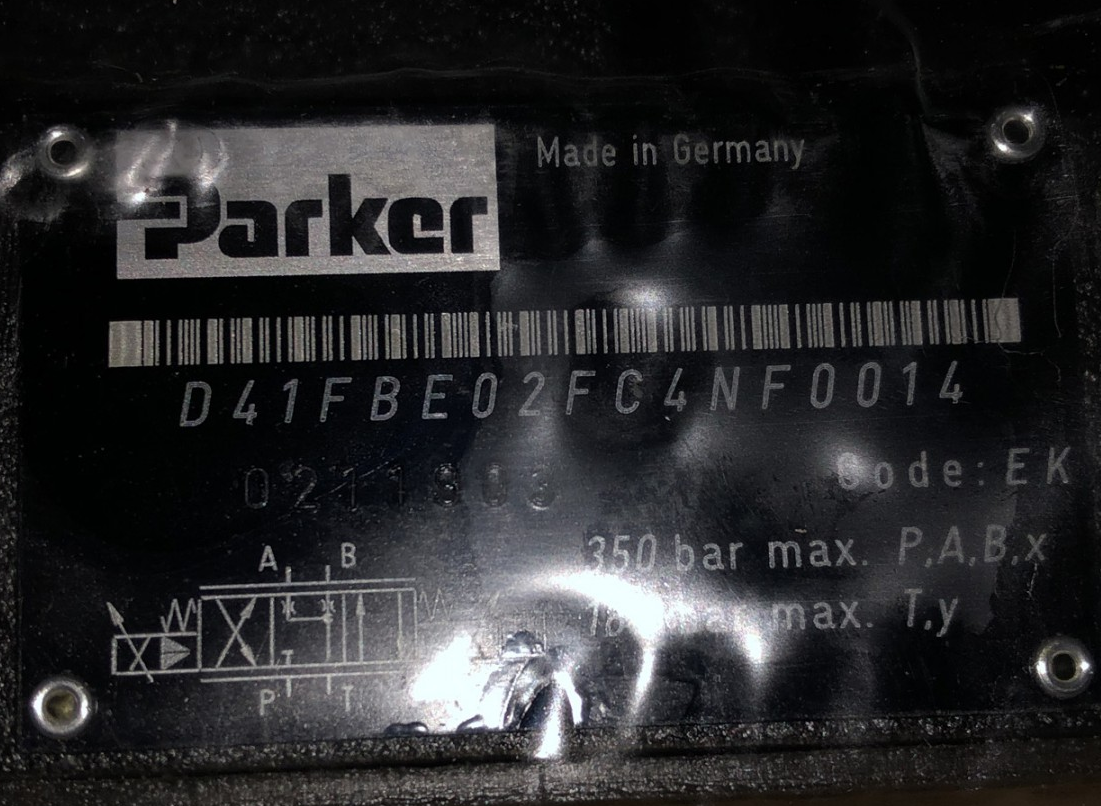 Parker
Made in Germany
D41FBE02FC4NF0014
Code: EK
350 bar max. P,A,B,x
max. T,y
A B
P T